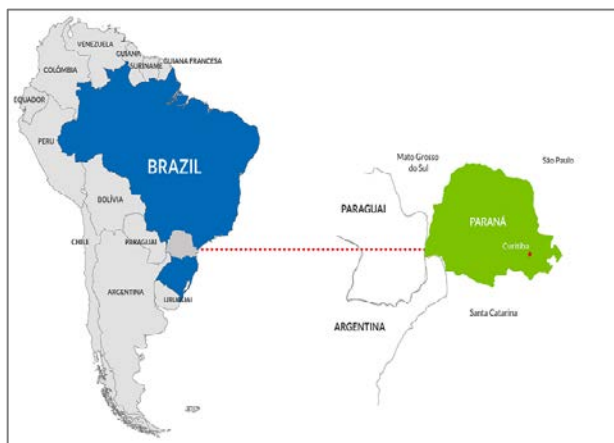 VENEZUELA
GUIANA
GUIANA FRANCESA
SURINAME
COLÔMBIA
EQUADOR
PERU
BRAZIL
BOLÍVIA
CHILE
PARAGUAI
ARGENTINA
URUGUAI
Mato Grosso
do Sul
São Paulo
PARAGUAI
PARANÁ
Curitiba
Santa Catarina
ARGENTINA